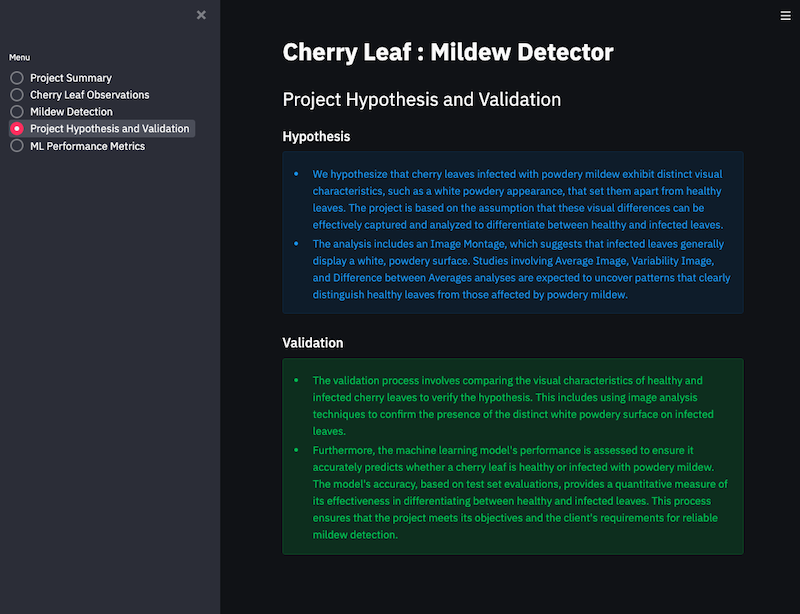 Menu
Project Summary
Cherry Leaf Observations
Mildew Detection
Project Hypothesis and Validation
ML Performance Metrics
Cherry Leaf : Mildew Detector
Project Hypothesis and Validation
Hypothesis
• We hypothesize that cherry leaves infected with powdery mildew exhibit distinct visual
characteristics, such as a white powdery appearance, that set them apart from healthy
leaves. The project is based on the assumption that these visual differences can be
effectively captured and analyzed to differentiate between healthy and infected leaves.
• The analysis includes an Image Montage, which suggests that infected leaves generally
display a white, powdery surface. Studies involving Average Image, Variability Image,
and Difference between Averages analyses are expected to uncover patterns that clearly
distinguish healthy leaves from those affected by powdery mildew.
Validation
• The validation process involves comparing the visual characteristics of healthy and
infected cherry leaves to verify the hypothesis. This includes using image analysis
techniques to confirm the presence of the distinct white powdery surface on infected
leaves.
• Furthermore, the machine learning model's performance is assessed to ensure it
accurately predicts whether a cherry leaf is healthy or infected with powdery mildew.
The model's accuracy, based on test set evaluations, provides a quantitative measure of
its effectiveness in differentiating between healthy and infected leaves. This process
ensures that the project meets its objectives and the client's requirements for reliable
mildew detection.